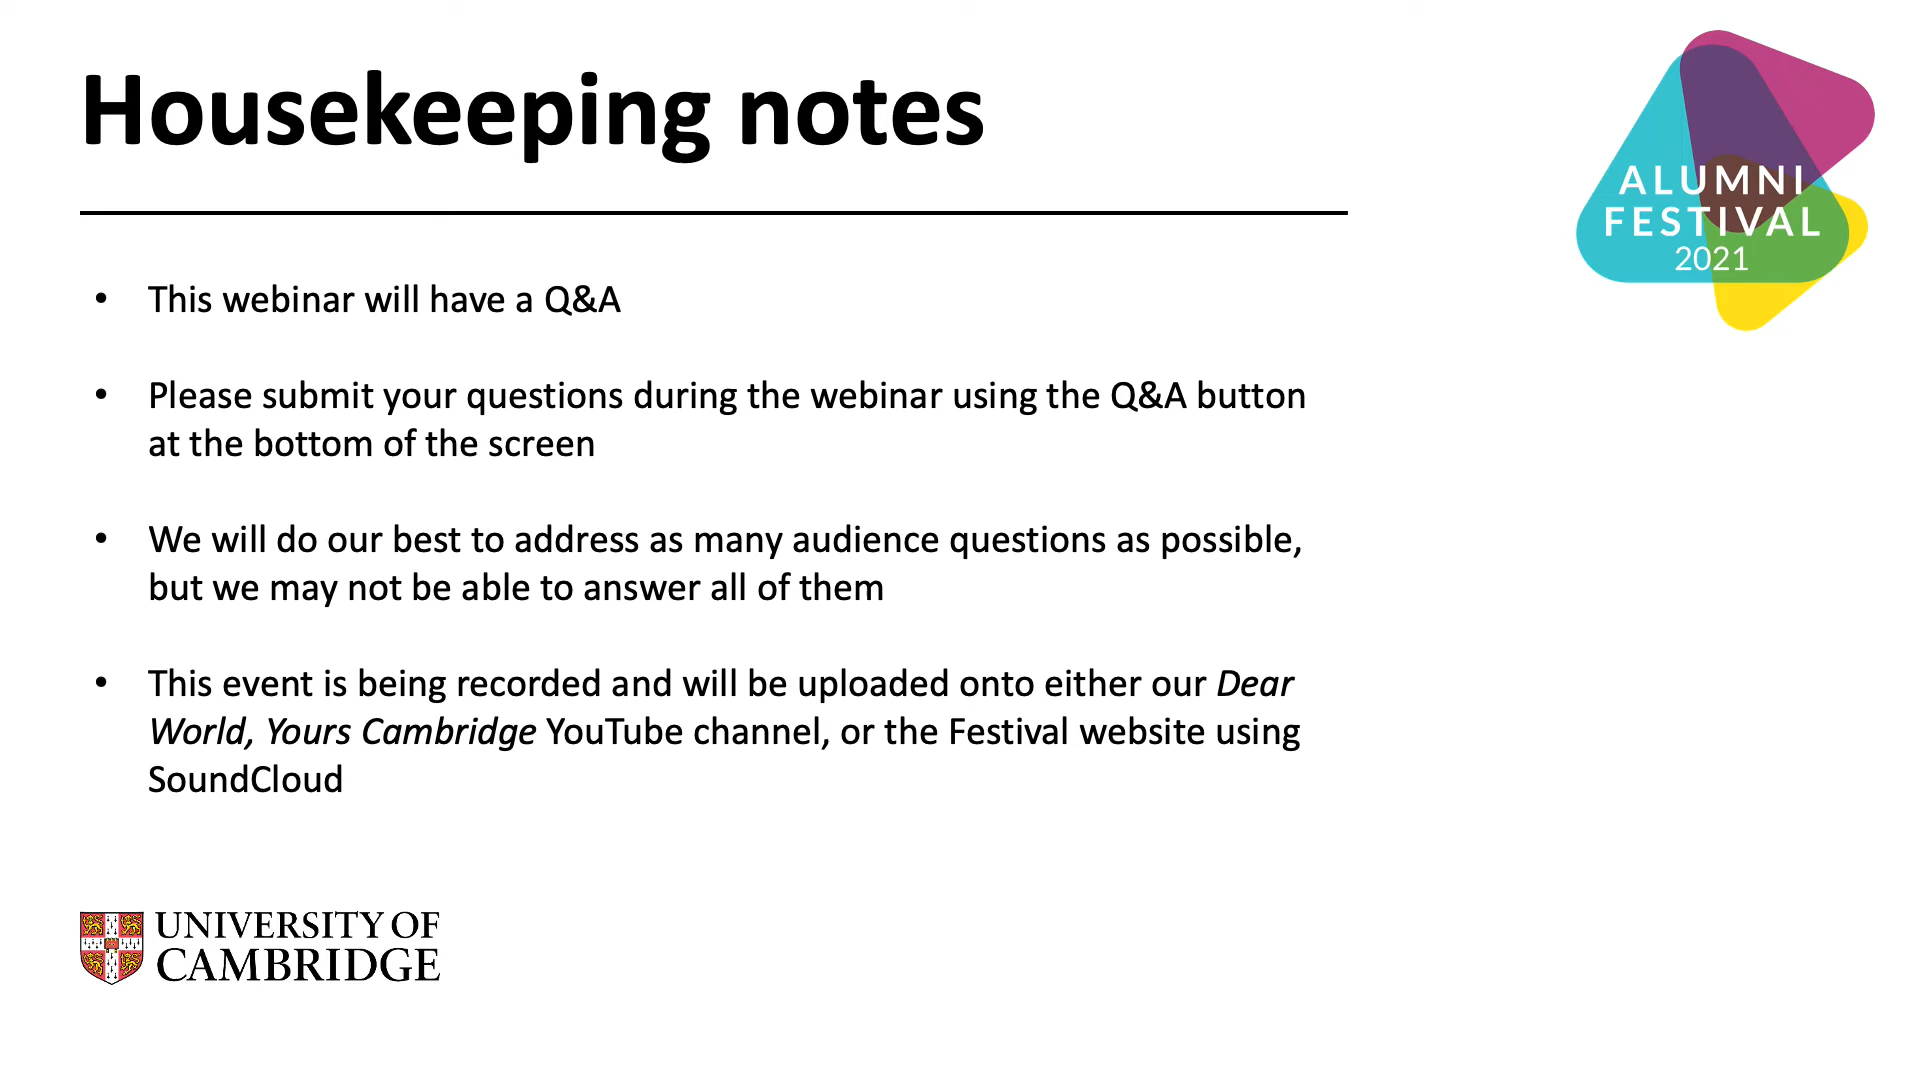 Housekeeping notes
ALUMNI
FESTIVAL
2021
• This webinar will have a Q&A
• Please submit your questions during the webinar using the Q&A button
at the bottom of the screen
• We will do our best to address as many audience questions as possible,
but we may not be able to answer all of them
• This event is being recorded and will be uploaded onto either our Dear
World, Yours Cambridge YouTube channel, or the Festival website using
SoundCloud
UNIVERSITY OF
CAMBRIDGE